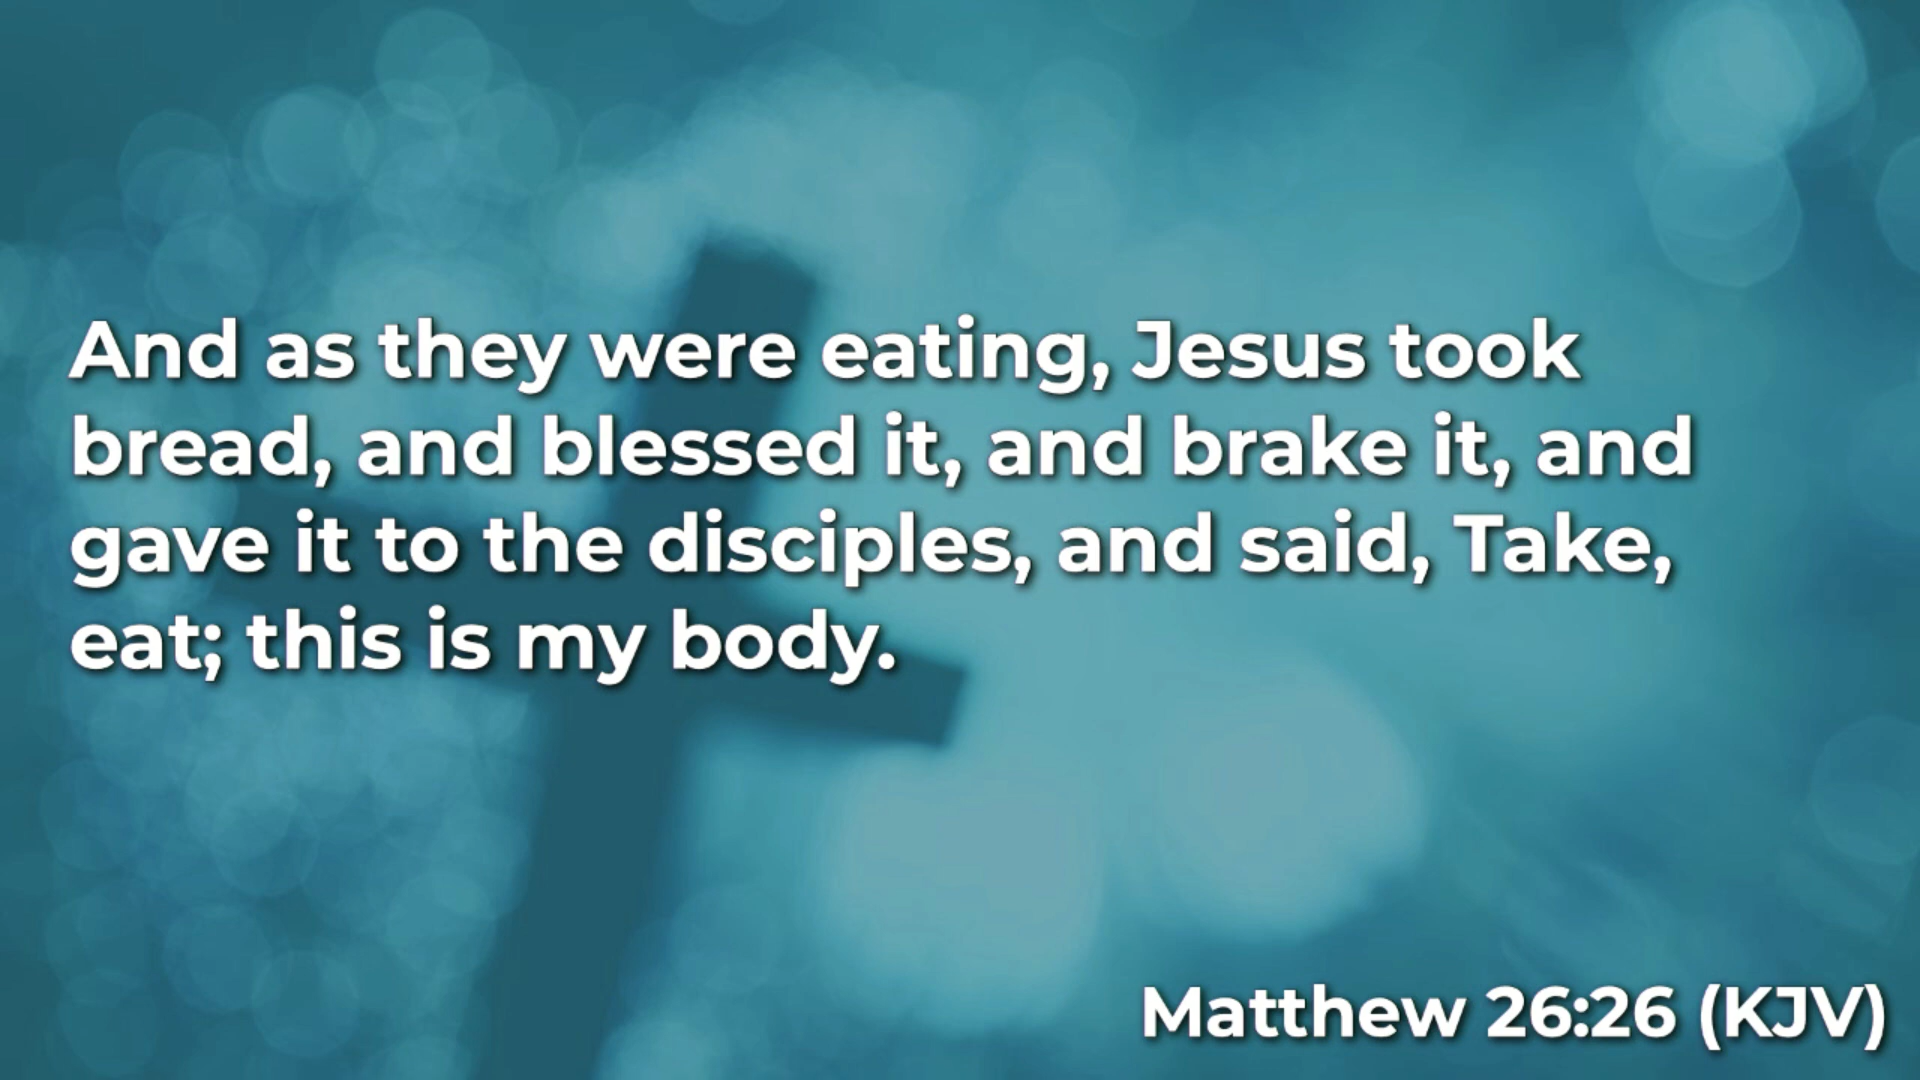 And as they were eating, Jesus took
bread, and blessed it, and brake it, and
gave it to the disciples, and said, Take,
eat; this is my body.
Matthew 26:26 (KJV)